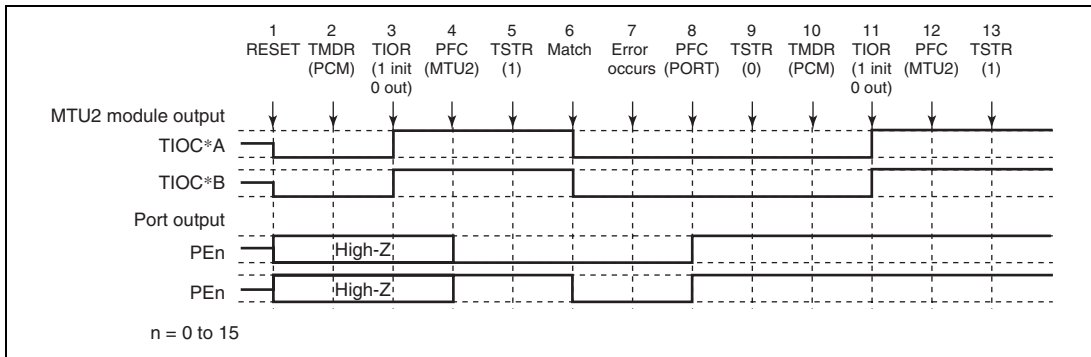 1 2 3 4 5 6 7 8 9 10 11 12 13
RESET TMDR TIOR PFC TSTR Match Error PFC TSTR TMDR TIOR PFC TSTR
(PCM) (1 init (MTU2) (1) occurs (PORT) (0) (PCM) (1 init (MTU2) (1)
0 out) 0 out)
MTU2 module output
TIOC*A
TIOC*B
Port output
PEn High-Z
PEn High-Z
n = 0 to 15